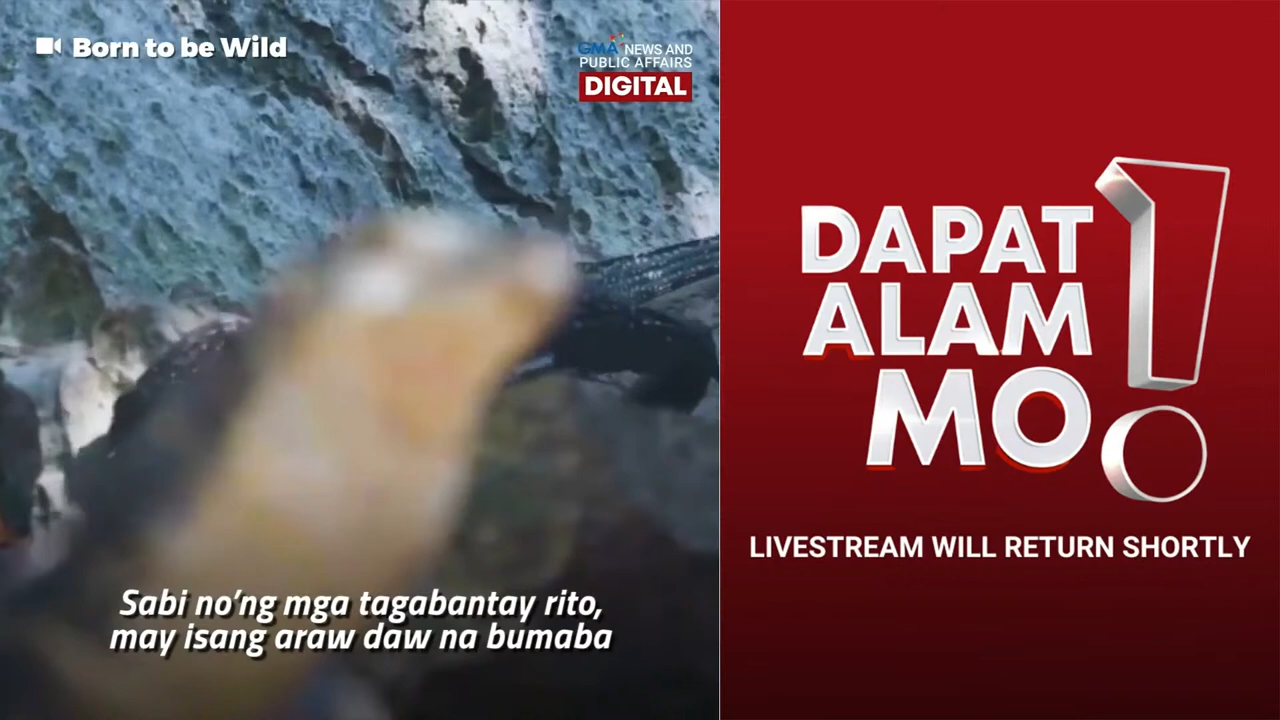 Born to be Wild
GMA NEWS AND
PUBLIC AFFAIRS
DIGITAL
Sabi no'ng mga tagabantay rito,
may isang araw daw na bumaba
DAPAT
ALAM
MO!
LIVESTREAM WILL RETURN SHORTLY